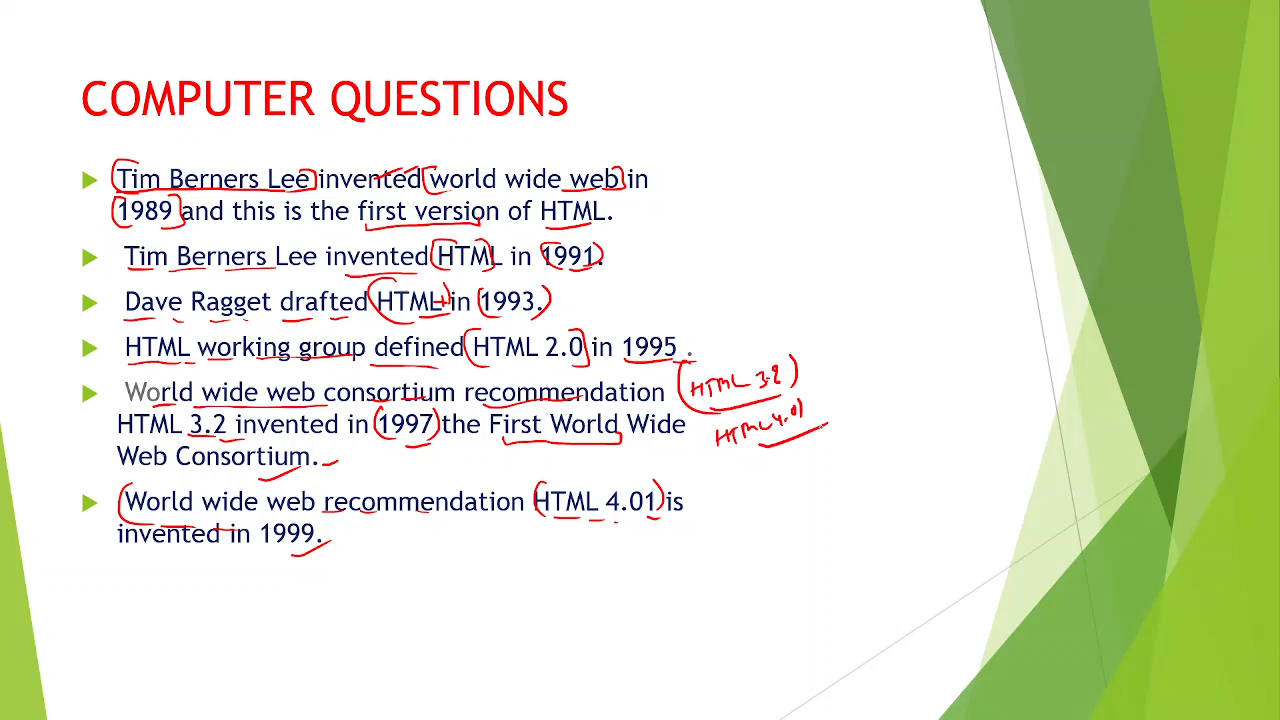 COMPUTER QUESTIONS
Tim Berners Lee invented world wide web in
1989 and this is the first version of HTML.
Tim Berners Lee invented HTML in 1991.
Dave Ragget drafted HTML+ in 1993.
HTML working group defined HTML 2.0 in 1995 .
World wide web consortium recommendation
HTML 3.2
HTML 3.2 invented in 1997 the First World Wide
HTML 4.01
Web Consortium.
World wide web recommendation HTML 4.01 is
invented in 1999.